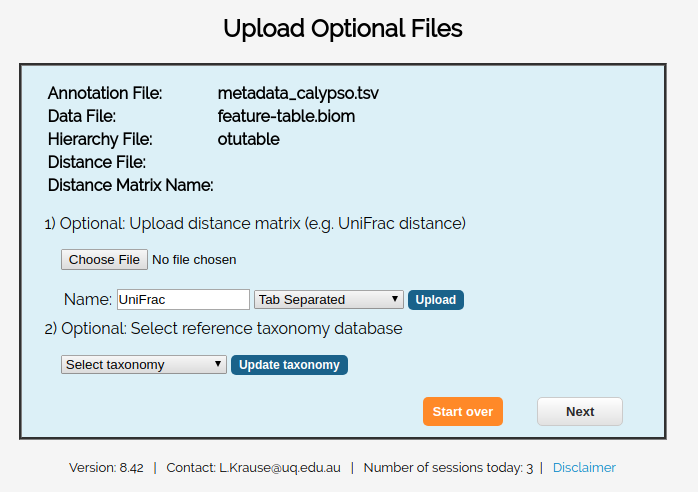 Upload Optional Files
Annotation File: metadata_calypso.tsv
Data File: feature-table.biom
Hierarchy File: otutable
Distance File:
Distance Matrix Name:
1) Optional: Upload distance matrix (e.g. UniFrac distance)
Choose File No file chosen
Name: UniFrac Tab Separated Upload
2) Optional: Select reference taxonomy database
Select taxonomy Update taxonomy
Start over Next
Version: 8.42 | Contact: L.Krause@uq.edu.au | Number of sessions today: 3 | Disclaimer